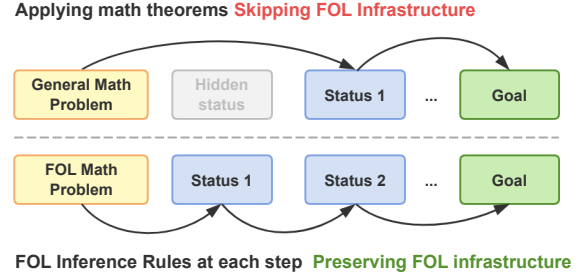 Applying math theorems Skipping FOL Infrastructure
General Math
Problem
Hidden
status
Status 1
...
Goal
FOL Math
Problem
Status 1
Status 2
...
Goal
FOL Inference Rules at each step Preserving FOL infrastructure